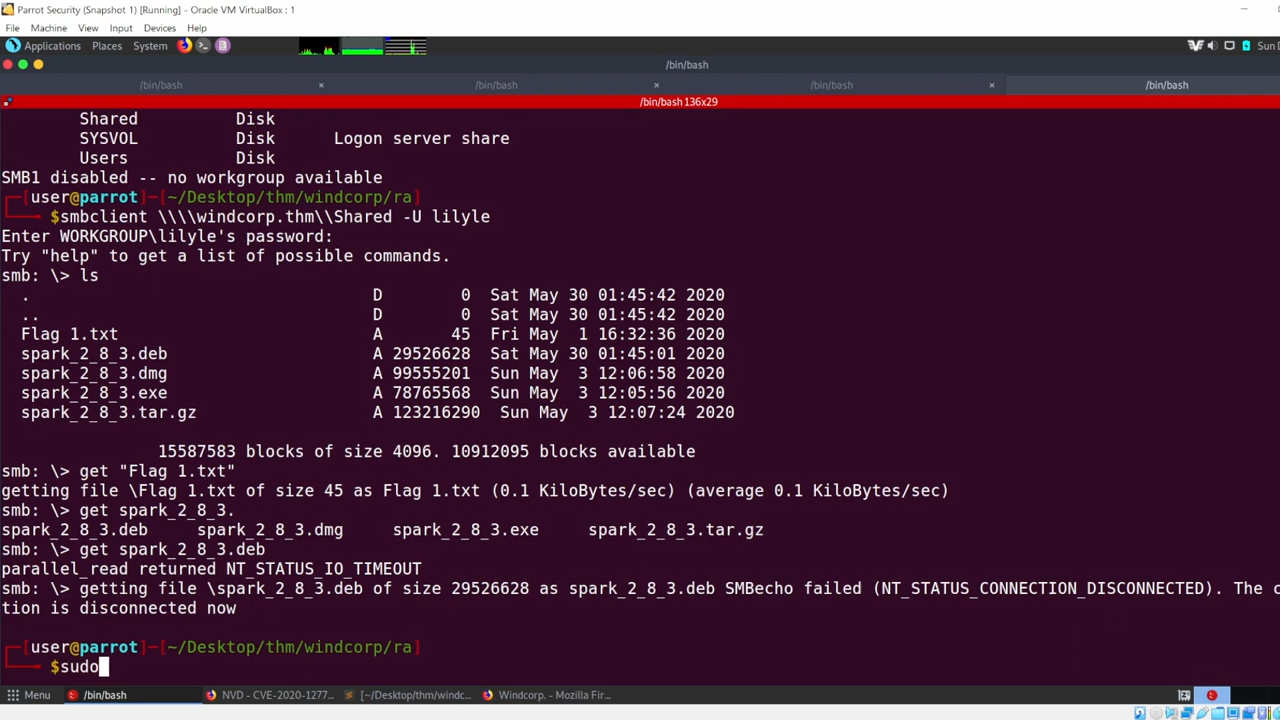 Parrot Security (Snapshot 1) [Running] - Oracle VM VirtualBox : 1
File Machine View Input Devices Help
Applications Places System Sun
/bin/bash
/bin/bash × /bin/bash × /bin/bash × /bin/bash
/bin/bash 136x29
Shared Disk
SYSVOL Disk Logon server share
Users Disk
SMB1 disabled -- no workgroup available
[user@parrot]-[~/Desktop/thm/windcorp/ra]
$smbclient \\\\windcorp.thm\\Shared -U lilyle
Enter WORKGROUP\lilyle's password:
Try "help" to get a list of possible commands.
smb: \> ls
. D 0 Sat May 30 01:45:42 2020
.. D 0 Sat May 30 01:45:42 2020
Flag 1.txt A 45 Fri May 1 16:32:36 2020
spark_2_8_3.deb A 29526628 Sat May 30 01:45:01 2020
spark_2_8_3.dmg A 99555201 Sun May 3 12:06:58 2020
spark_2_8_3.exe A 78765568 Sun May 3 12:05:56 2020
spark_2_8_3.tar.gz A 123216290 Sun May 3 12:07:24 2020
15587583 blocks of size 4096. 10912095 blocks available
smb: \> get "Flag 1.txt"
getting file \Flag 1.txt of size 45 as Flag 1.txt (0.1 KiloBytes/sec) (average 0.1 KiloBytes/sec)
smb: \> get spark_2_8_3.
spark_2_8_3.deb spark_2_8_3.dmg spark_2_8_3.exe spark_2_8_3.tar.gz
smb: \> get spark_2_8_3.deb
parallel_read returned NT_STATUS_IO_TIMEOUT
smb: \> getting file \spark_2_8_3.deb of size 29526628 as spark_2_8_3.deb SMBecho failed (NT_STATUS_CONNECTION_DISCONNECTED). The c
tion is disconnected now
[user@parrot]-[~/Desktop/thm/windcorp/ra]
$sudo
Menu /bin/bash NVD - CVE-2020-1277... [~/Desktop/thm/windc... Windcorp. - Mozilla Fir...